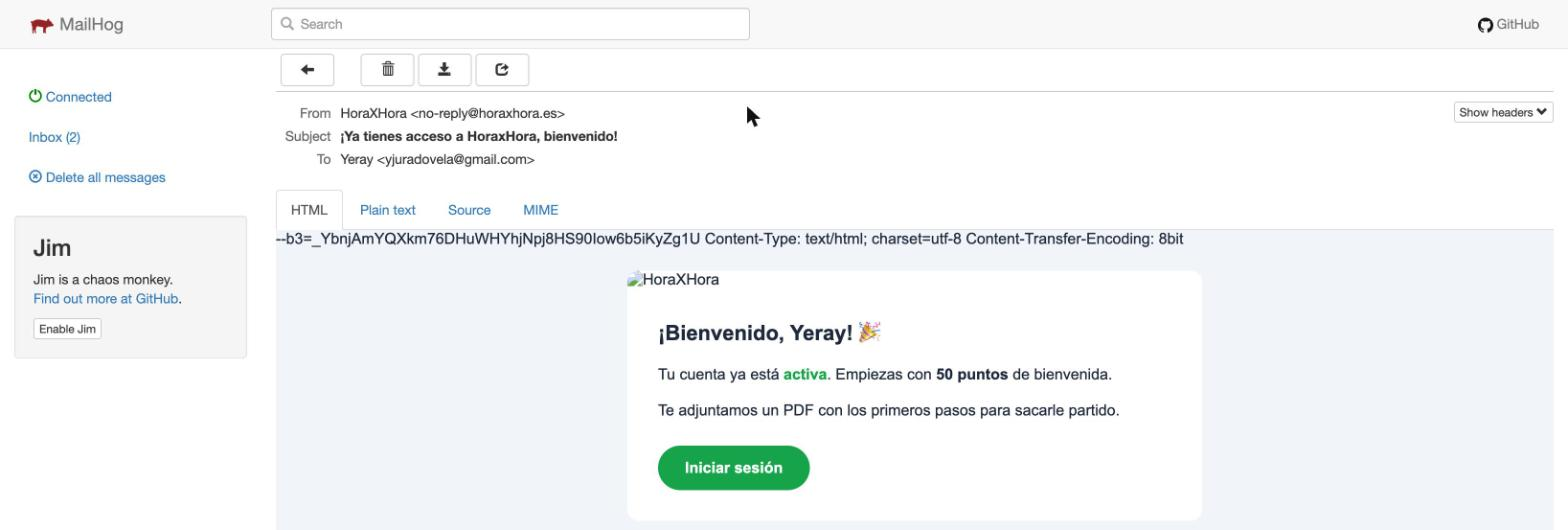 MailHog
Search
GitHub
Connected
Inbox (2)
Delete all messages
Jim
Jim is a chaos monkey.
Find out more at GitHub.
Enable Jim
From HoraXHora <no-reply@horaxhora.es>
Subject ¡Ya tienes acceso a HoraxHora, bienvenido!
To Yeray <yjuradovela@gmail.com>
Show headers
HTML Plain text Source MIME
--b3=_YbnjAmYQXkm76DHuWHYhjNpj8HS90Iow6b5iKyZg1U Content-Type: text/html; charset=utf-8 Content-Transfer-Encoding: 8bit
HoraXHora
¡Bienvenido, Yeray! 🎉
Tu cuenta ya está activa. Empiezas con 50 puntos de bienvenida.
Te adjuntamos un PDF con los primeros pasos para sacarle partido.
Iniciar sesión